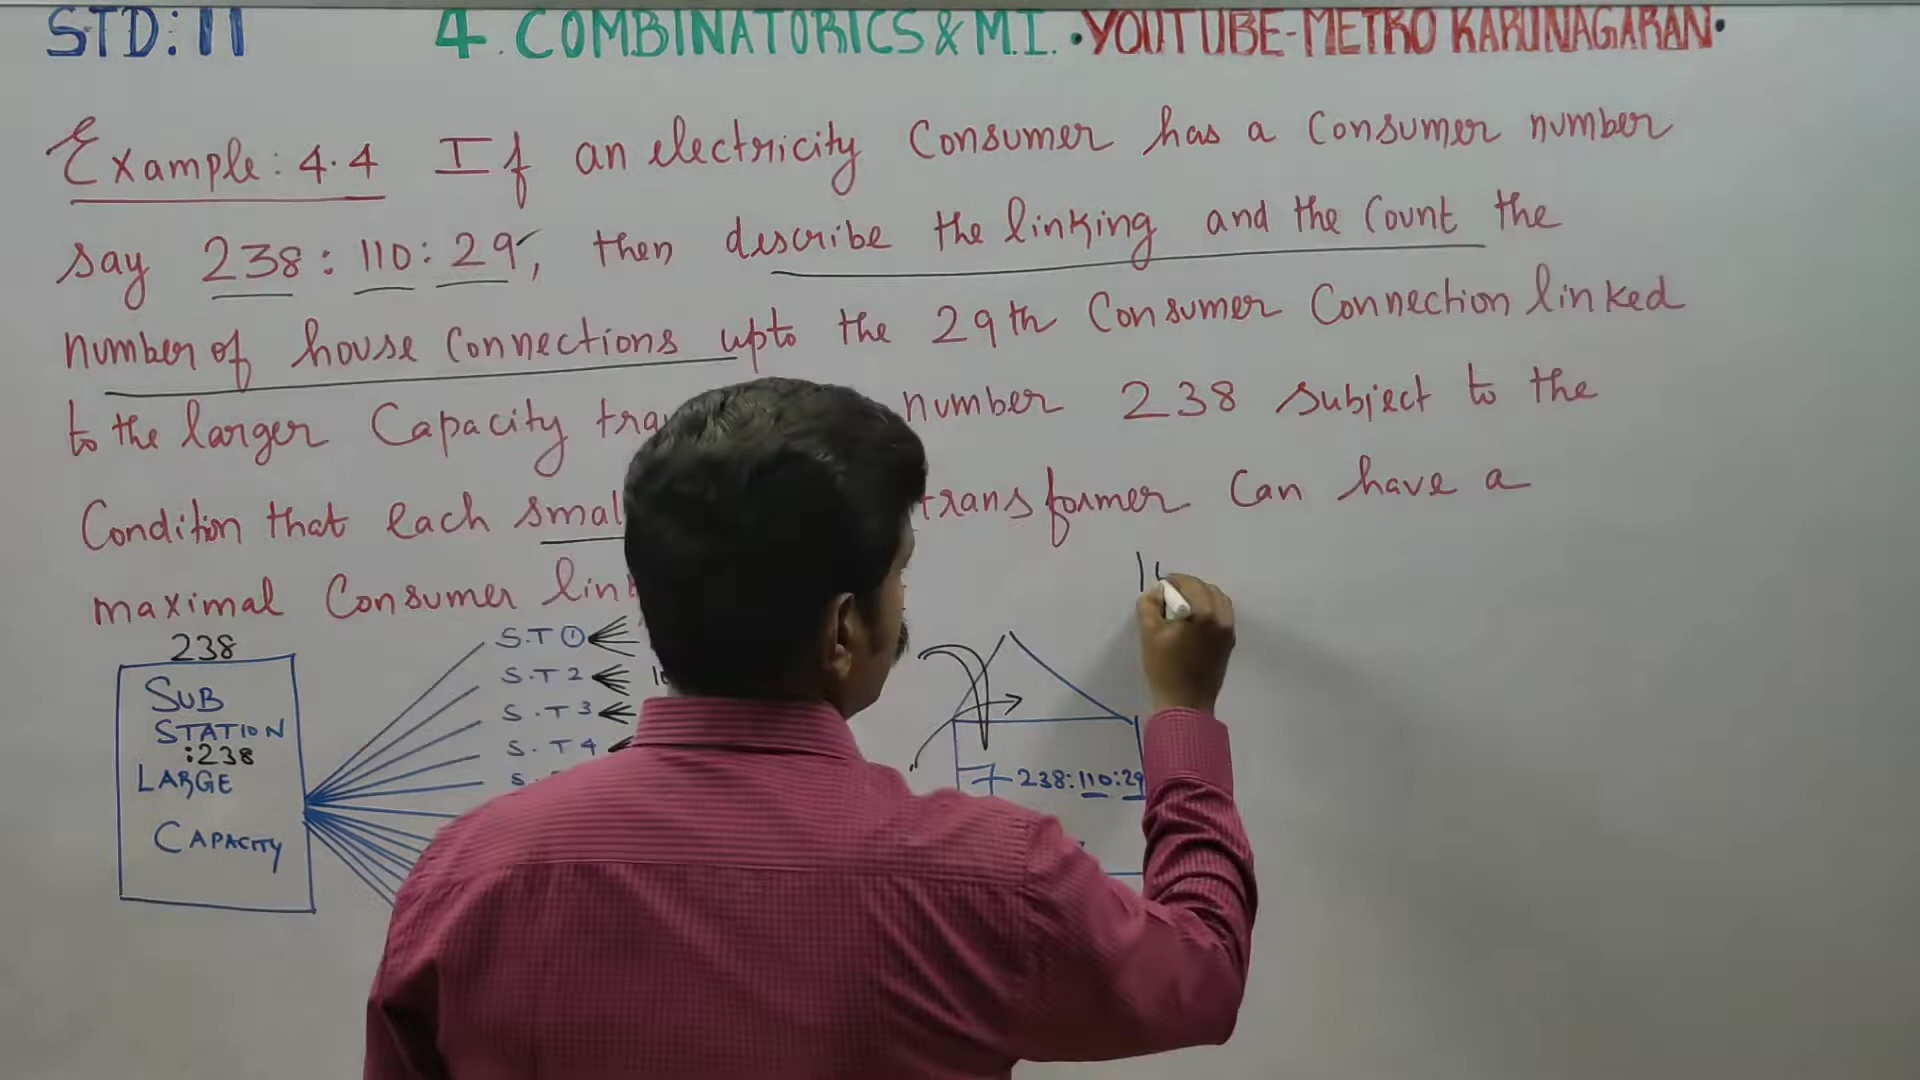 STD: 11 4. COMBINATORICS & M.I. • YOUTUBE-METRO KARUNAGARAN •
Example: 4.4 If an electricity Consumer has a Consumer number
say 238: 110: 29, then describe the linking and the Count the
number of house Connections upto the 29th Consumer Connection linked
to the larger Capacity number 238 subject to the
Condition that each transformer Can have a
maximal Consumer
238
SUB
STATION
:238
LARGE
CAPACITY
S.T 1
S.T 2
S.T 3
S.T 4
238:110:29